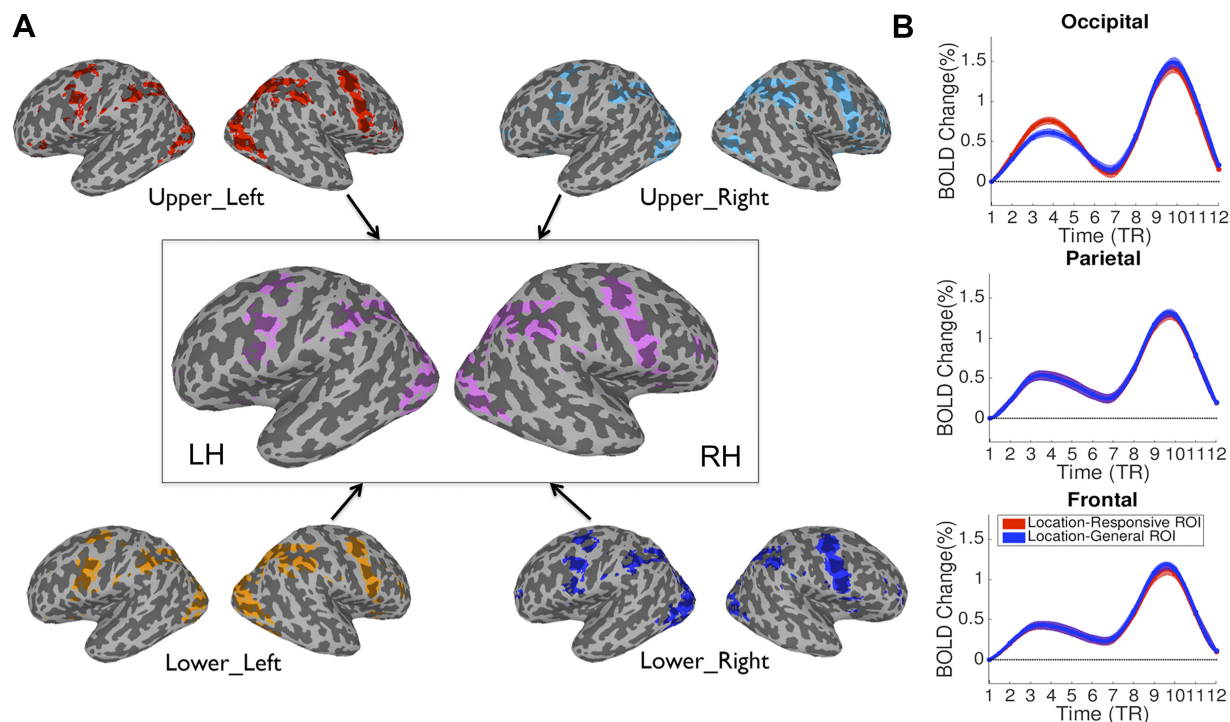 A
Upper_Left
Upper_Right
LH
RH
Lower_Left
Lower_Right
B
Occipital
BOLD Change(%)
1.5
1
0.5
0
1 2 3 4 5 6 7 8 9 10 11 12
Time (TR)
Parietal
BOLD Change(%)
1.5
1
0.5
0
1 2 3 4 5 6 7 8 9 10 11 12
Time (TR)
Frontal
Location-Responsive ROI
Location-General ROI
BOLD Change(%)
1.5
1
0.5
0
1 2 3 4 5 6 7 8 9 10 11 12
Time (TR)